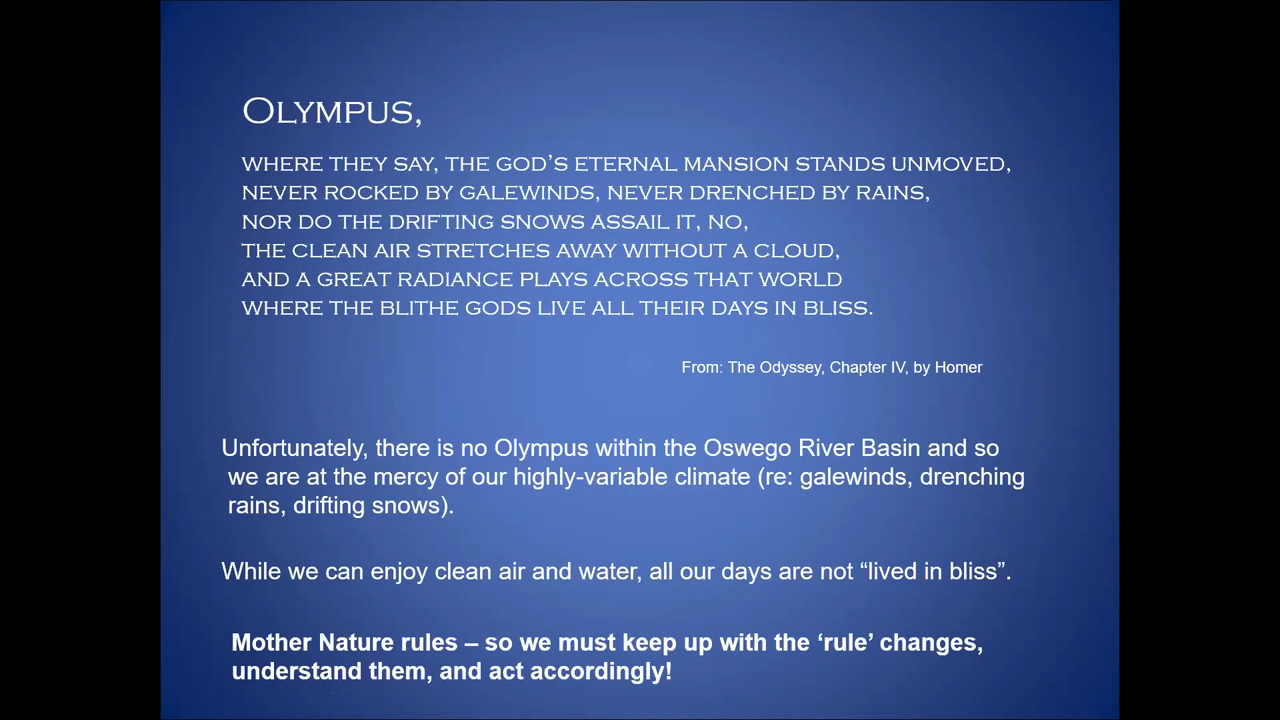 OLYMPUS,
WHERE THEY SAY, THE GOD’S ETERNAL MANSION STANDS UNMOVED,
NEVER ROCKED BY GALEWINDS, NEVER DRENCHED BY RAINS,
NOR DO THE DRIFTING SNOWS ASSAIL IT, NO,
THE CLEAN AIR STRETCHES AWAY WITHOUT A CLOUD,
AND A GREAT RADIANCE PLAYS ACROSS THAT WORLD
WHERE THE BLITHE GODS LIVE ALL THEIR DAYS IN BLISS.
From: The Odyssey, Chapter IV, by Homer
Unfortunately, there is no Olympus within the Oswego River Basin and so
we are at the mercy of our highly-variable climate (re: galewinds, drenching
rains, drifting snows).
While we can enjoy clean air and water, all our days are not “lived in bliss”.
Mother Nature rules – so we must keep up with the ‘rule’ changes,
understand them, and act accordingly!